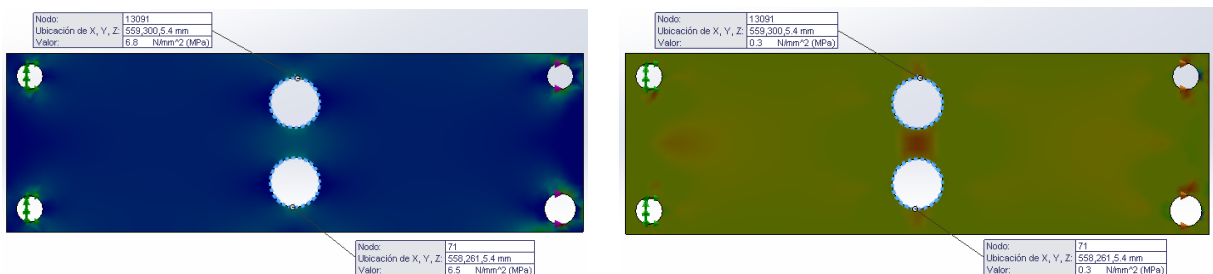 Nodo: 13091
Ubicación de X, Y, Z: 559,300,5.4 mm
Valor: 6.8 N/mm^2 (MPa)
Nodo: 71
Ubicación de X, Y, Z: 558,261,5.4 mm
Valor: 6.5 N/mm^2 (MPa)
Nodo: 13091
Ubicación de X, Y, Z: 559,300,5.4 mm
Valor: 0.3 N/mm^2 (MPa)
Nodo: 71
Ubicación de X, Y, Z: 558,261,5.4 mm
Valor: 0.3 N/mm^2 (MPa)